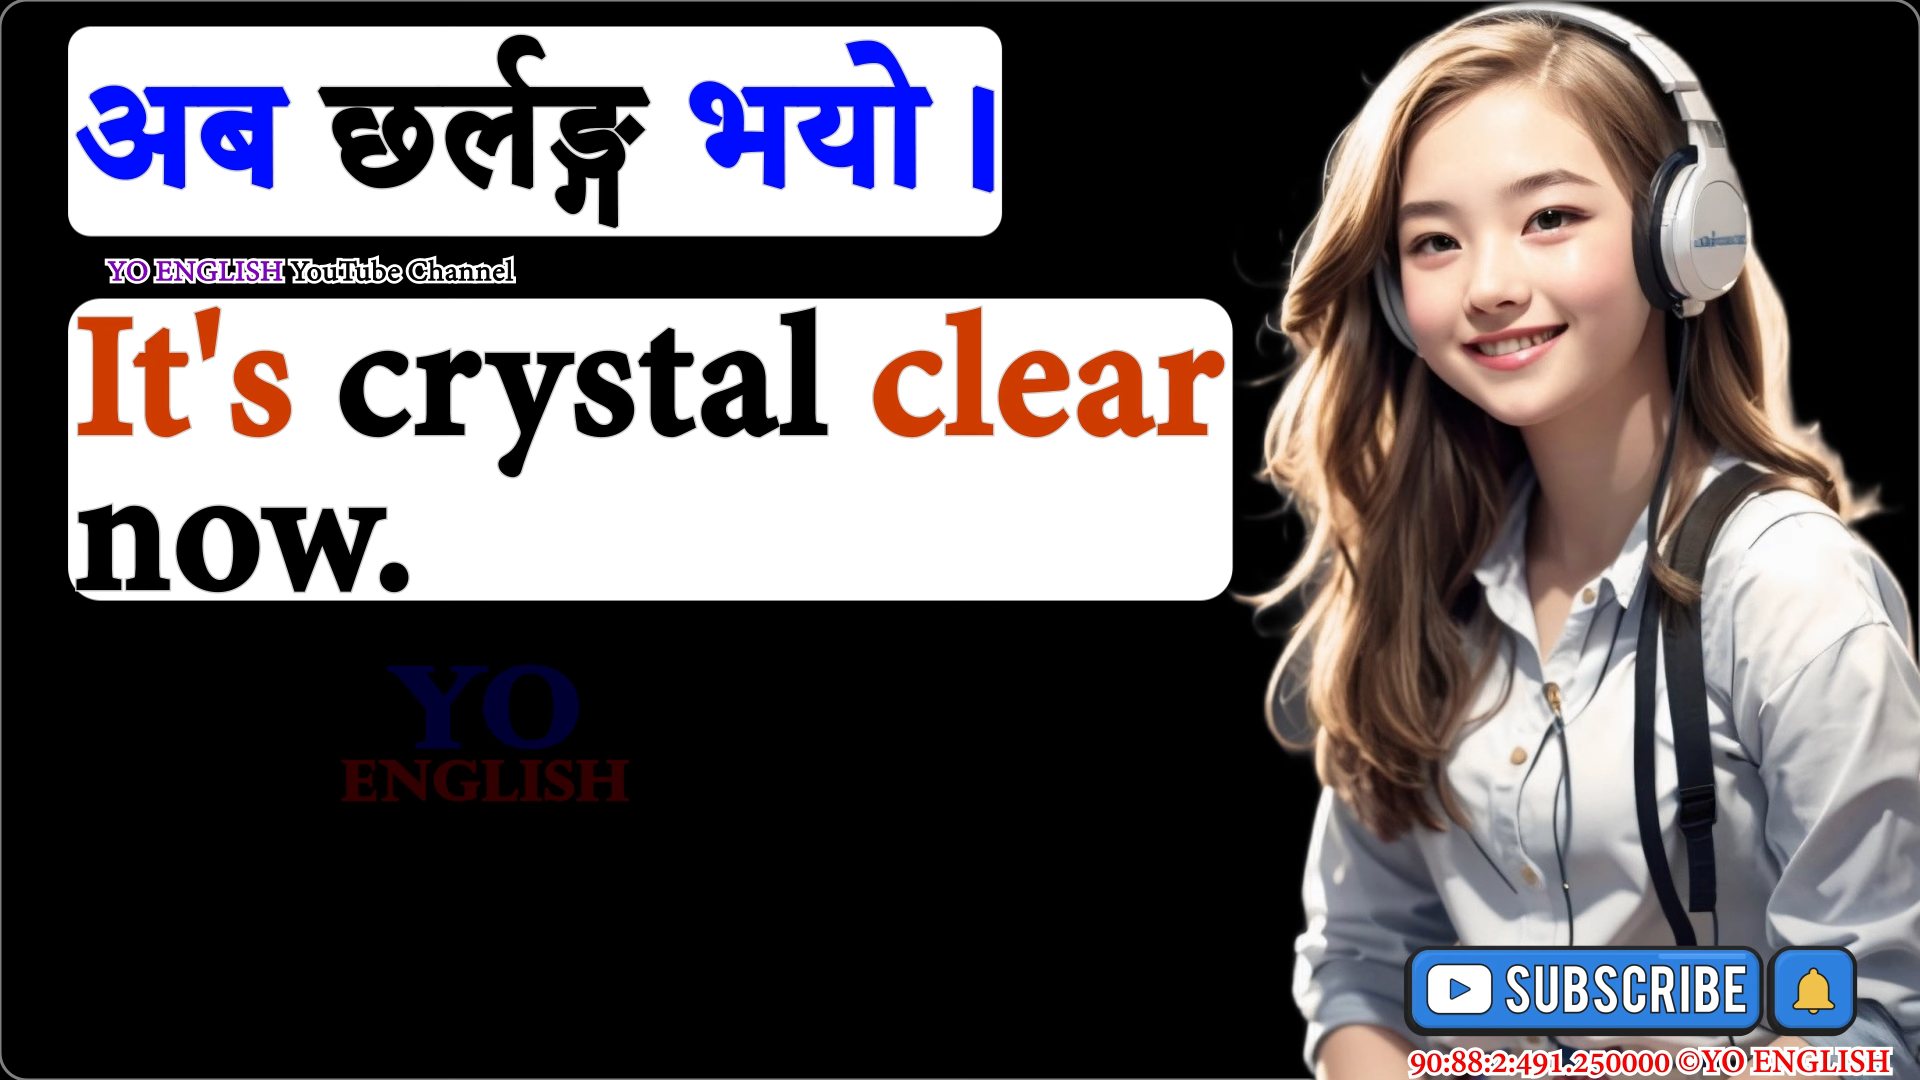 अब छर्लङ्ग भयो ।
YO ENGLISH YouTube Channel
It's crystal clear
now.
YO
ENGLISH
SUBSCRIBE
90:88:2:491.250000 ©YO ENGLISH